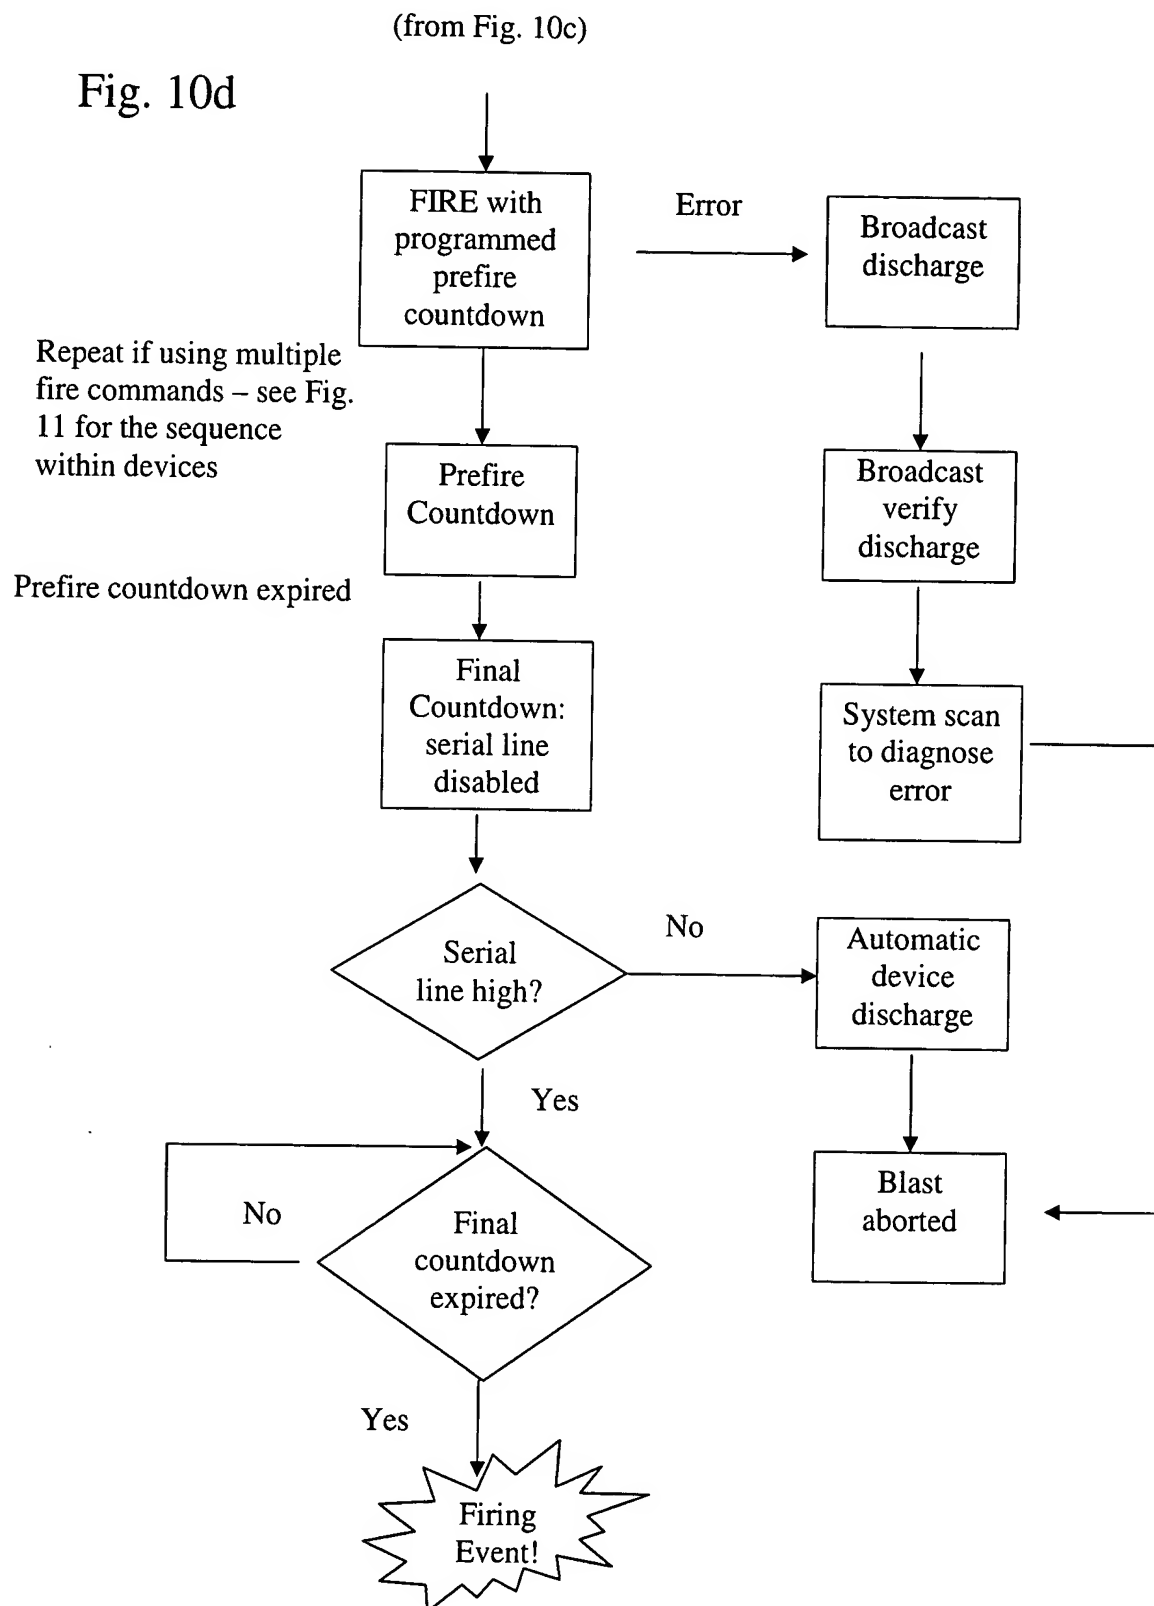 (from Fig. 10c)
Fig. 10d
FIRE with
programmed
prefire
countdown
Error
Broadcast
discharge
Repeat if using multiple
fire commands – see Fig.
11 for the sequence
within devices
Prefire
Countdown
Broadcast
verify
discharge
Prefire countdown expired
Final
Countdown:
serial line
disabled
System scan
to diagnose
error
Serial
line high?
No
Automatic
device
discharge
Yes
No
Final
countdown
expired?
Blast
aborted
Yes
Firing
Event!